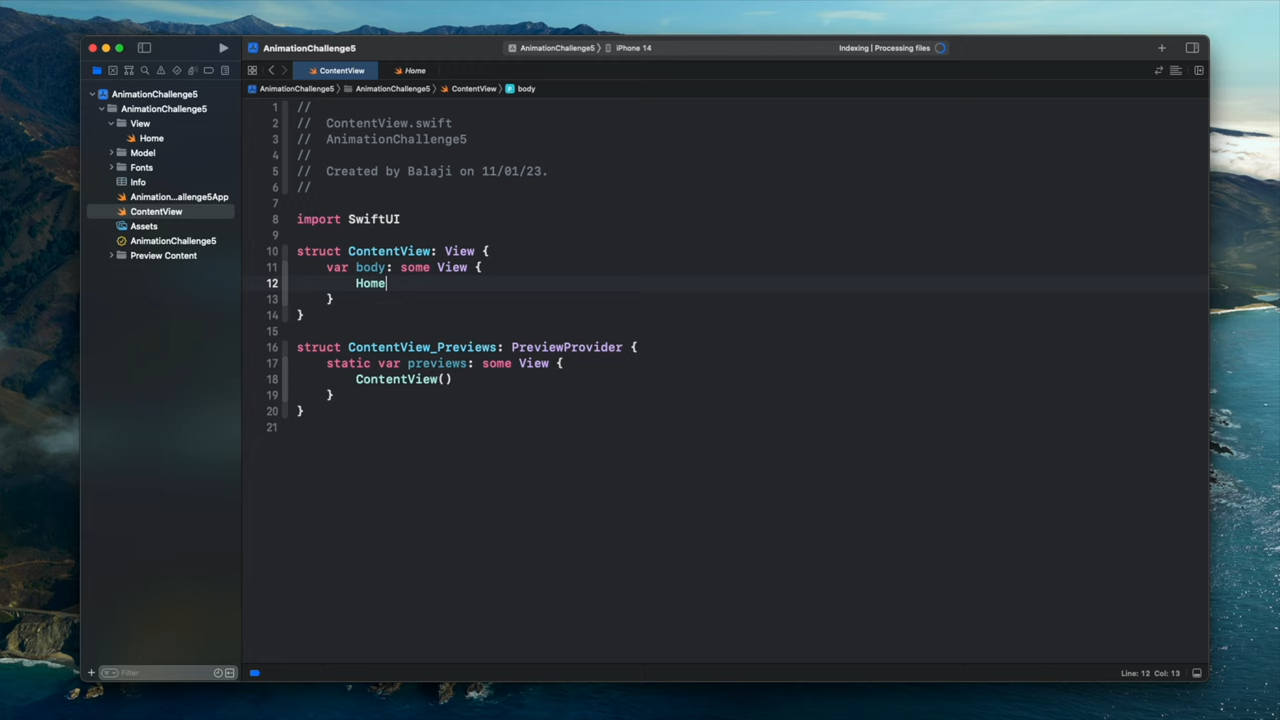 AnimationChallenge5
AnimationChallenge5 〉 iPhone 14
Indexing | Processing files
ContentView
Home
AnimationChallenge5 〉 AnimationChallenge5 〉 ContentView 〉 P body
AnimationChallenge5
AnimationChallenge5
View
Home
Model
Fonts
Info
Animation...allenge5App
ContentView
Assets
AnimationChallenge5
Preview Content
Filter
1 //
2 //  ContentView.swift
3 //  AnimationChallenge5
4 //
5 //  Created by Balaji on 11/01/23.
6 //
7
8 import SwiftUI
9
10 struct ContentView: View {
11     var body: some View {
12         Home
13     }
14 }
15
16 struct ContentView_Previews: PreviewProvider {
17     static var previews: some View {
18         ContentView()
19     }
20 }
21
Line: 12 Col: 13